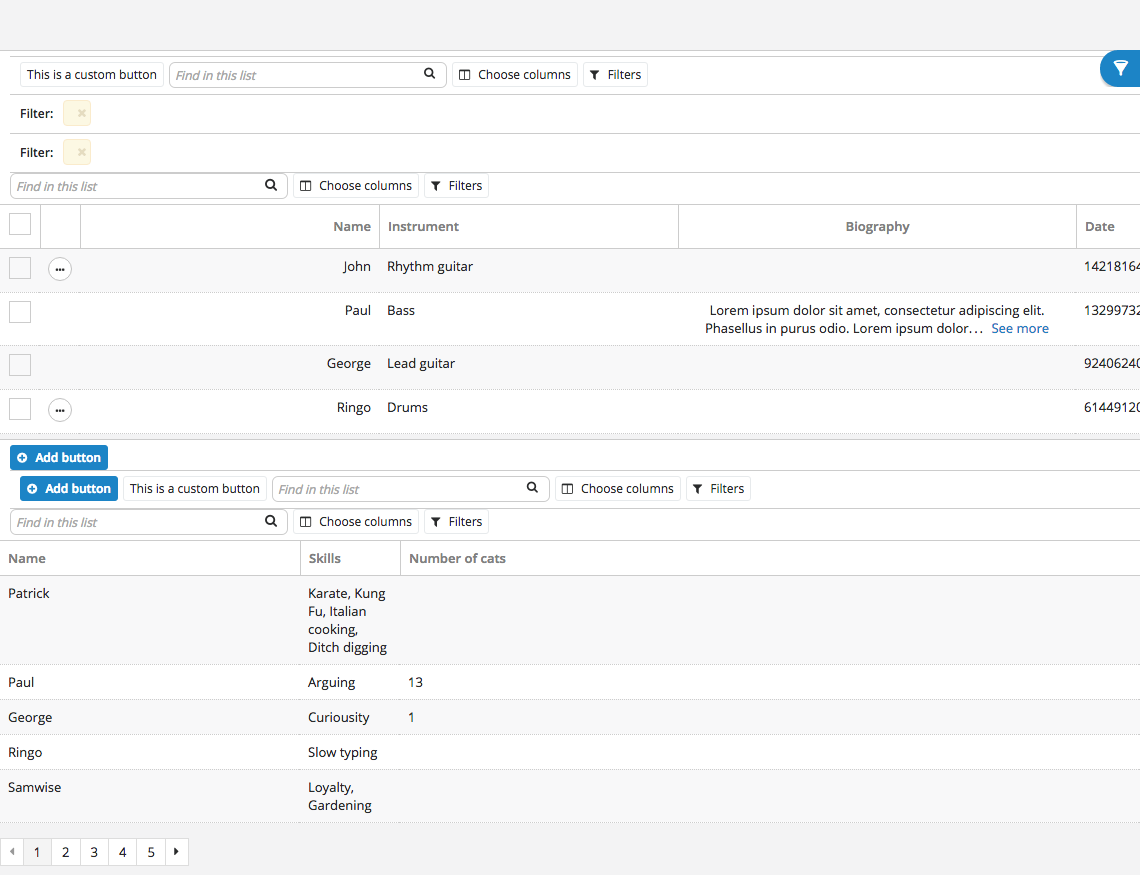 This is a custom button Find in this list Choose columns Filters
Filter:
Filter:
Find in this list Choose columns Filters
Name Instrument Biography Date
John Rhythm guitar 14218164
Paul Bass Lorem ipsum dolor sit amet, consectetur adipiscing elit. 13299732
Phasellus in purus odio. Lorem ipsum dolor... See more
George Lead guitar 92406240
Ringo Drums 61449120
Add button
Add button This is a custom button Find in this list Choose columns Filters
Find in this list Choose columns Filters
Name Skills Number of cats
Patrick Karate, Kung
Fu, Italian
cooking,
Ditch digging
Paul Arguing 13
George Curiousity 1
Ringo Slow typing
Samwise Loyalty,
Gardening
1 2 3 4 5